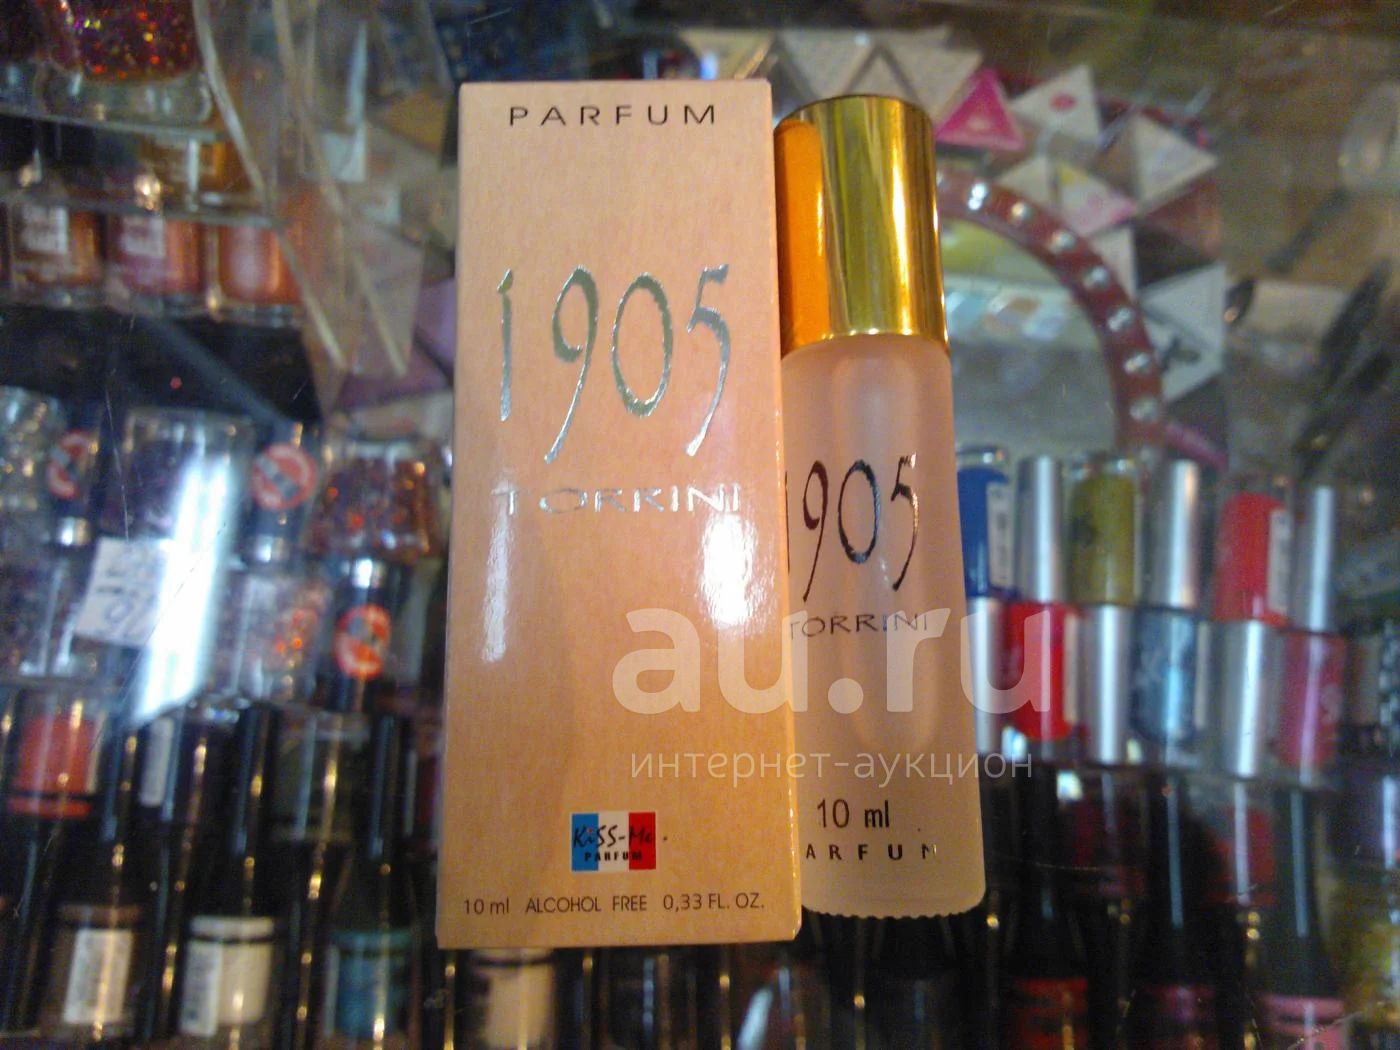 PARFUM
1905
TORRINI
KiSS-Me.
PARFUM
10 ml ALCOHOL FREE 0,33 FL. OZ.
1905
TORRINI
10 ml
ARFUM
au.ru
интернет-аукцион